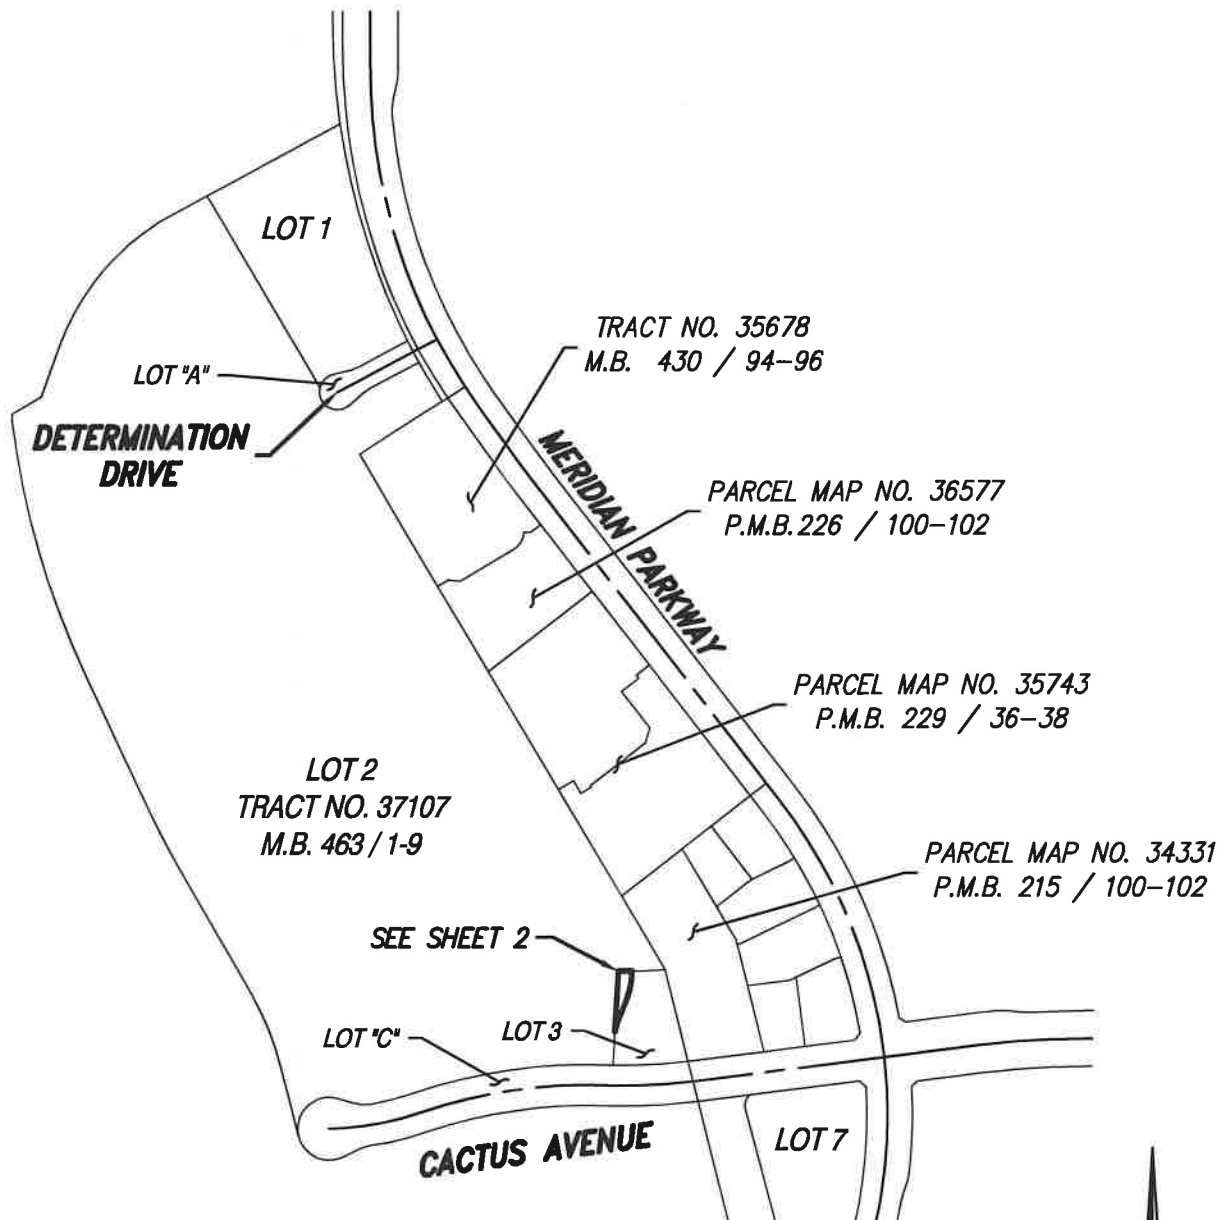 LOT 1
TRACT NO. 35678
M.B. 430 / 94-96
LOT "A"
DETERMINATION
DRIVE
MERIDIAN PARKWAY
PARCEL MAP NO. 36577
P.M.B. 226 / 100-102
PARCEL MAP NO. 35743
P.M.B. 229 / 36-38
LOT 2
TRACT NO. 37107
M.B. 463 / 1-9
PARCEL MAP NO. 34331
P.M.B. 215 / 100-102
SEE SHEET 2
LOT "C"
LOT 3
CACTUS AVENUE
LOT 7